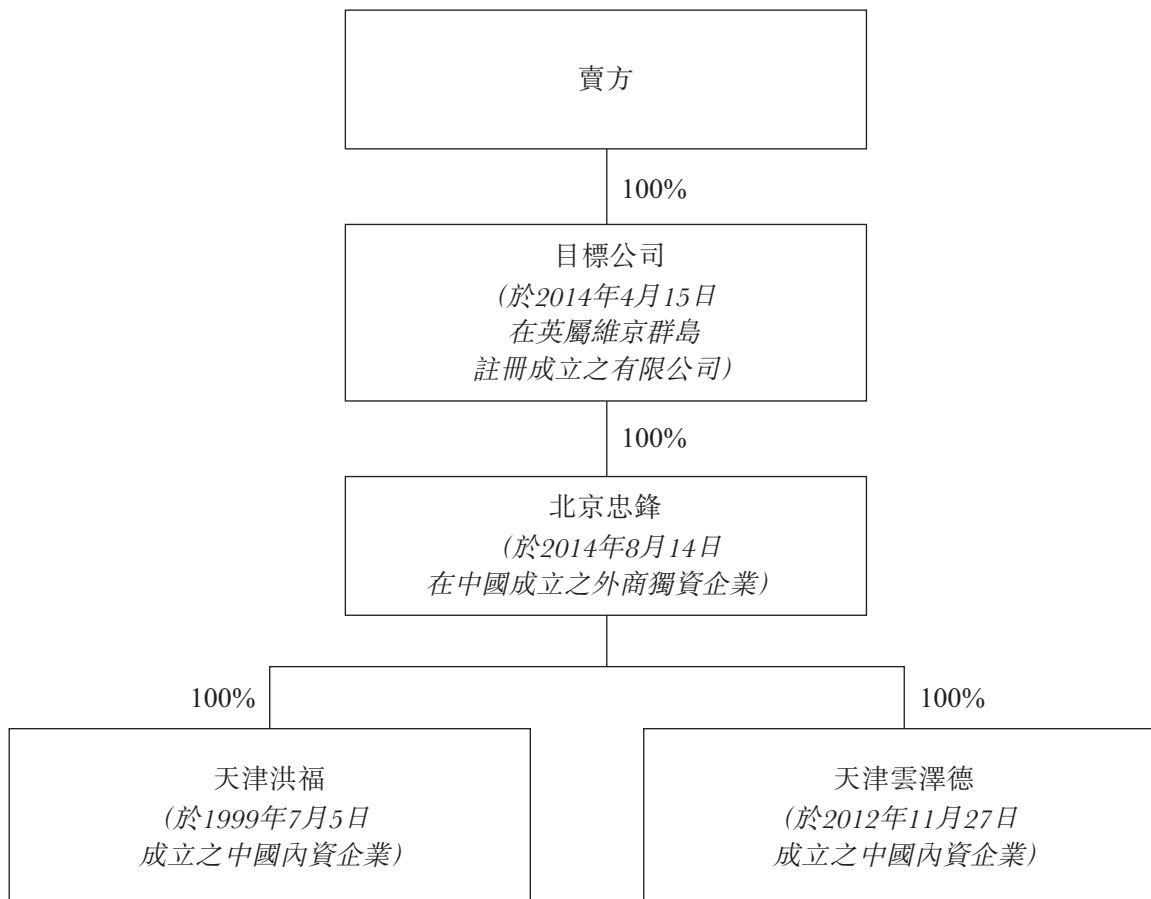 賣方
100%
目標公司
(於2014年4月15日
在英屬維京群島
註冊成立之有限公司)
100%
北京忠鋒
(於2014年8月14日
在中國成立之外商獨資企業)
100%
100%
天津洪福
(於1999年7月5日
成立之中國內資企業)
天津雲澤德
(於2012年11月27日
成立之中國內資企業)